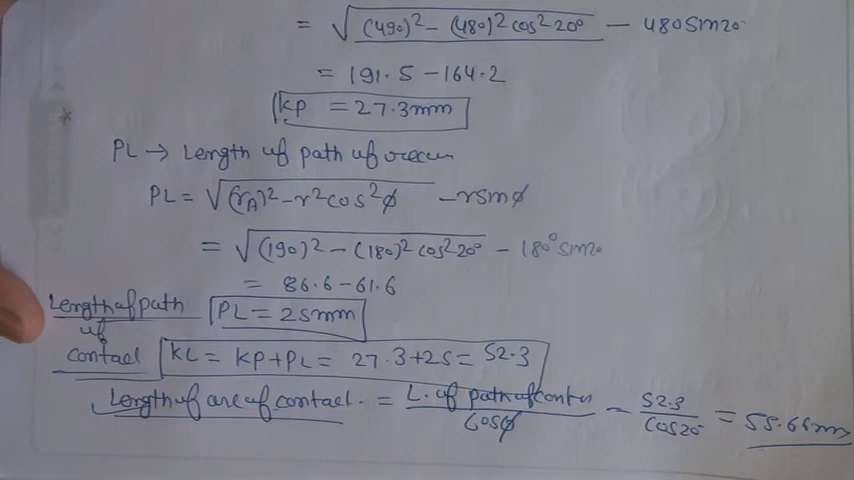 = √(490)² – (480)² cos² 20° – 480 sin 20°
= 191.5 – 164.2
KP = 27.3mm
PL → Length of path of recess
PL = √(rA)² – r² cos² φ – r sin φ
= √(190)² – (180)² cos² 20° – 180° sin 20
= 86.6 – 61.6
Length of path PL = 25mm
of
contact KL = KP + PL = 27.3 + 25 = 52.3
Length of arc of contact. = L. of path of contact / cos φ = 52.3 / cos 20° = 55.66mm